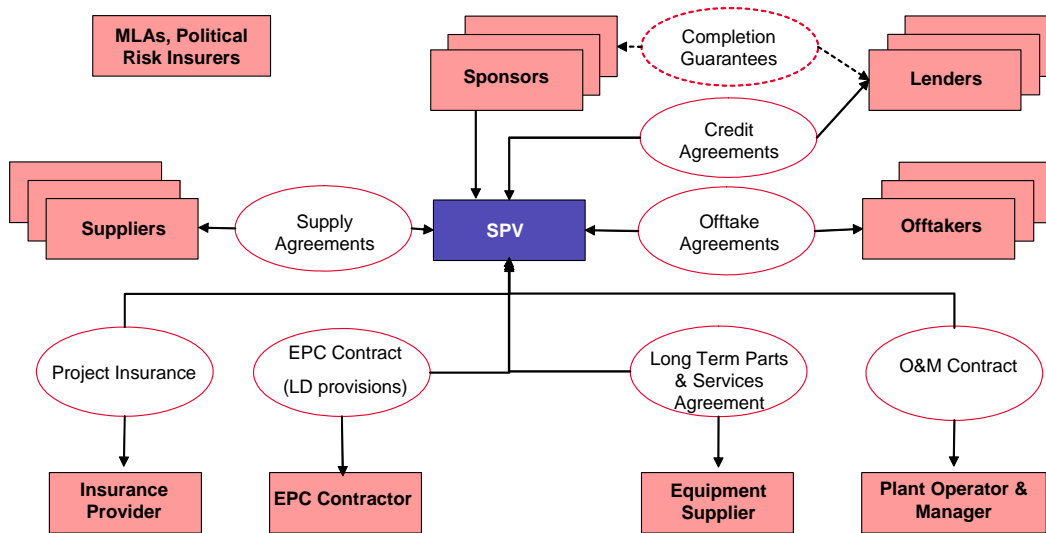 MLAs, Political
Risk Insurers
Sponsors
Completion
Guarantees
Lenders
Credit
Agreements
Suppliers
Supply
Agreements
SPV
Offtake
Agreements
Offtakers
Project Insurance
EPC Contract
(LD provisions)
Long Term Parts
& Services
Agreement
O&M Contract
Insurance
Provider
EPC Contractor
Equipment
Supplier
Plant Operator &
Manager